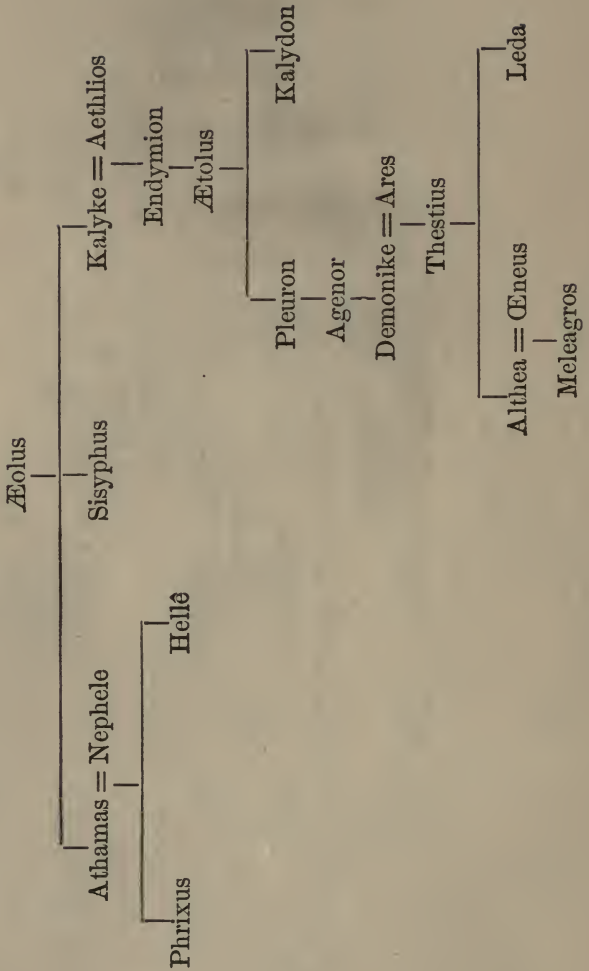 Æolus
Athamas = Nephele Sisyphus Kalyke = Aethlios
Endymion
Phrixus Hellê
Ætolus
Pleuron Kalydon
Agenor
Demonike = Ares
Thestius
Althea = Œneus Leda
Meleagros